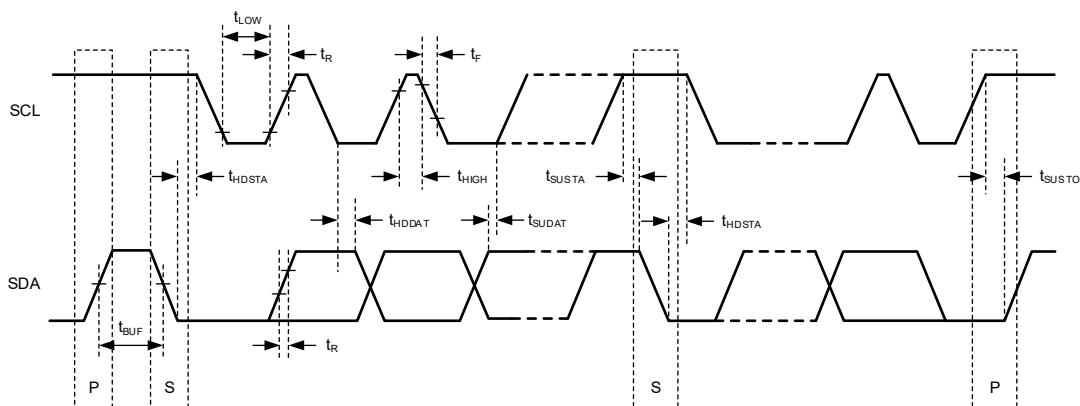 tLOW
tR
tF
SCL
tHDSTA
tHIGH
tSUSTA
tSUSTO
tHDDAT
tSUDAT
tHDSTA
SDA
tBUF
tR
P
S
S
P